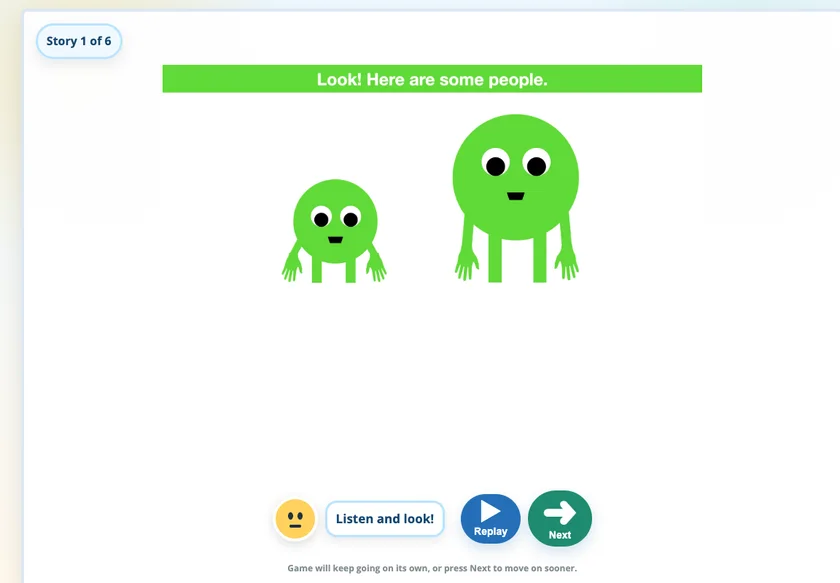 Story 1 of 6
Look! Here are some people.
Listen and look!
Replay
Next
Game will keep going on its own, or press Next to move on sooner.